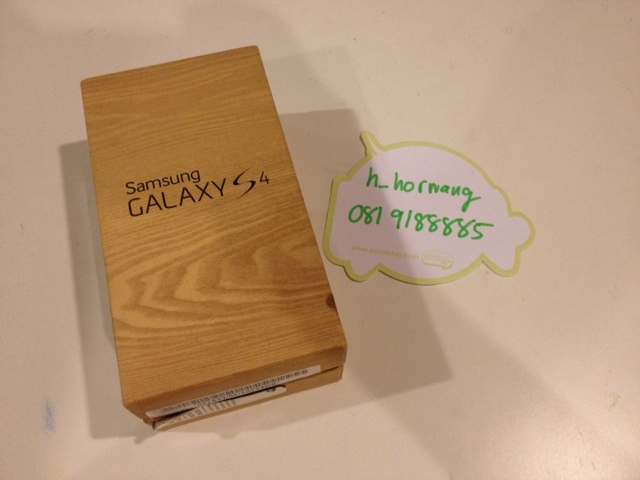 Samsung
GALAXY S4
h_hornang
081 9188885